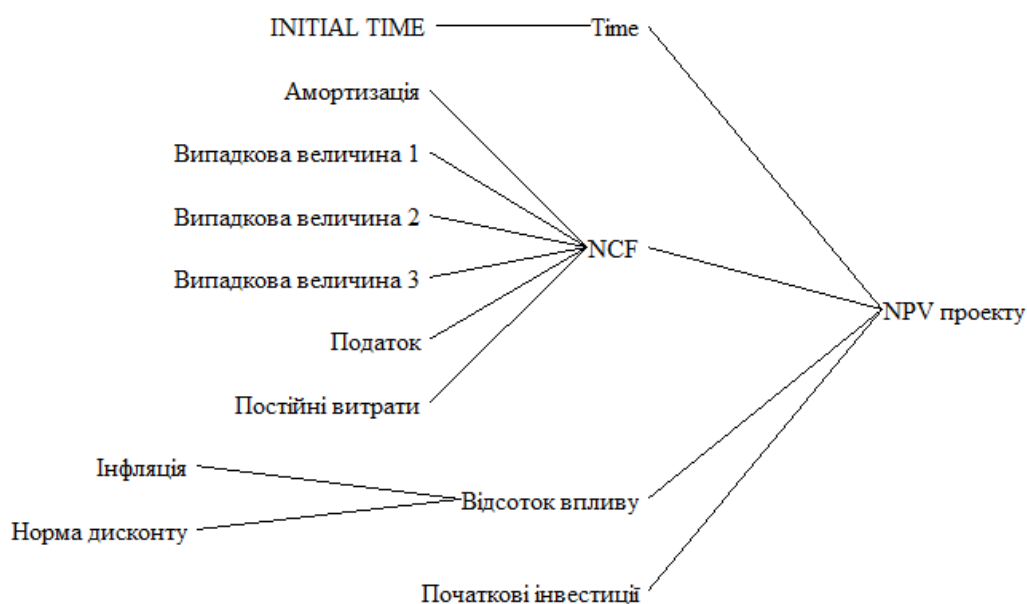 INITIAL TIME
Time
Амортизація
Випадкова величина 1
Випадкова величина 2
NCF
Випадкова величина 3
NPV проекту
Податок
Постійні витрати
Інфляція
Відсоток впливу
Норма дисконту
Початкові інвестиції